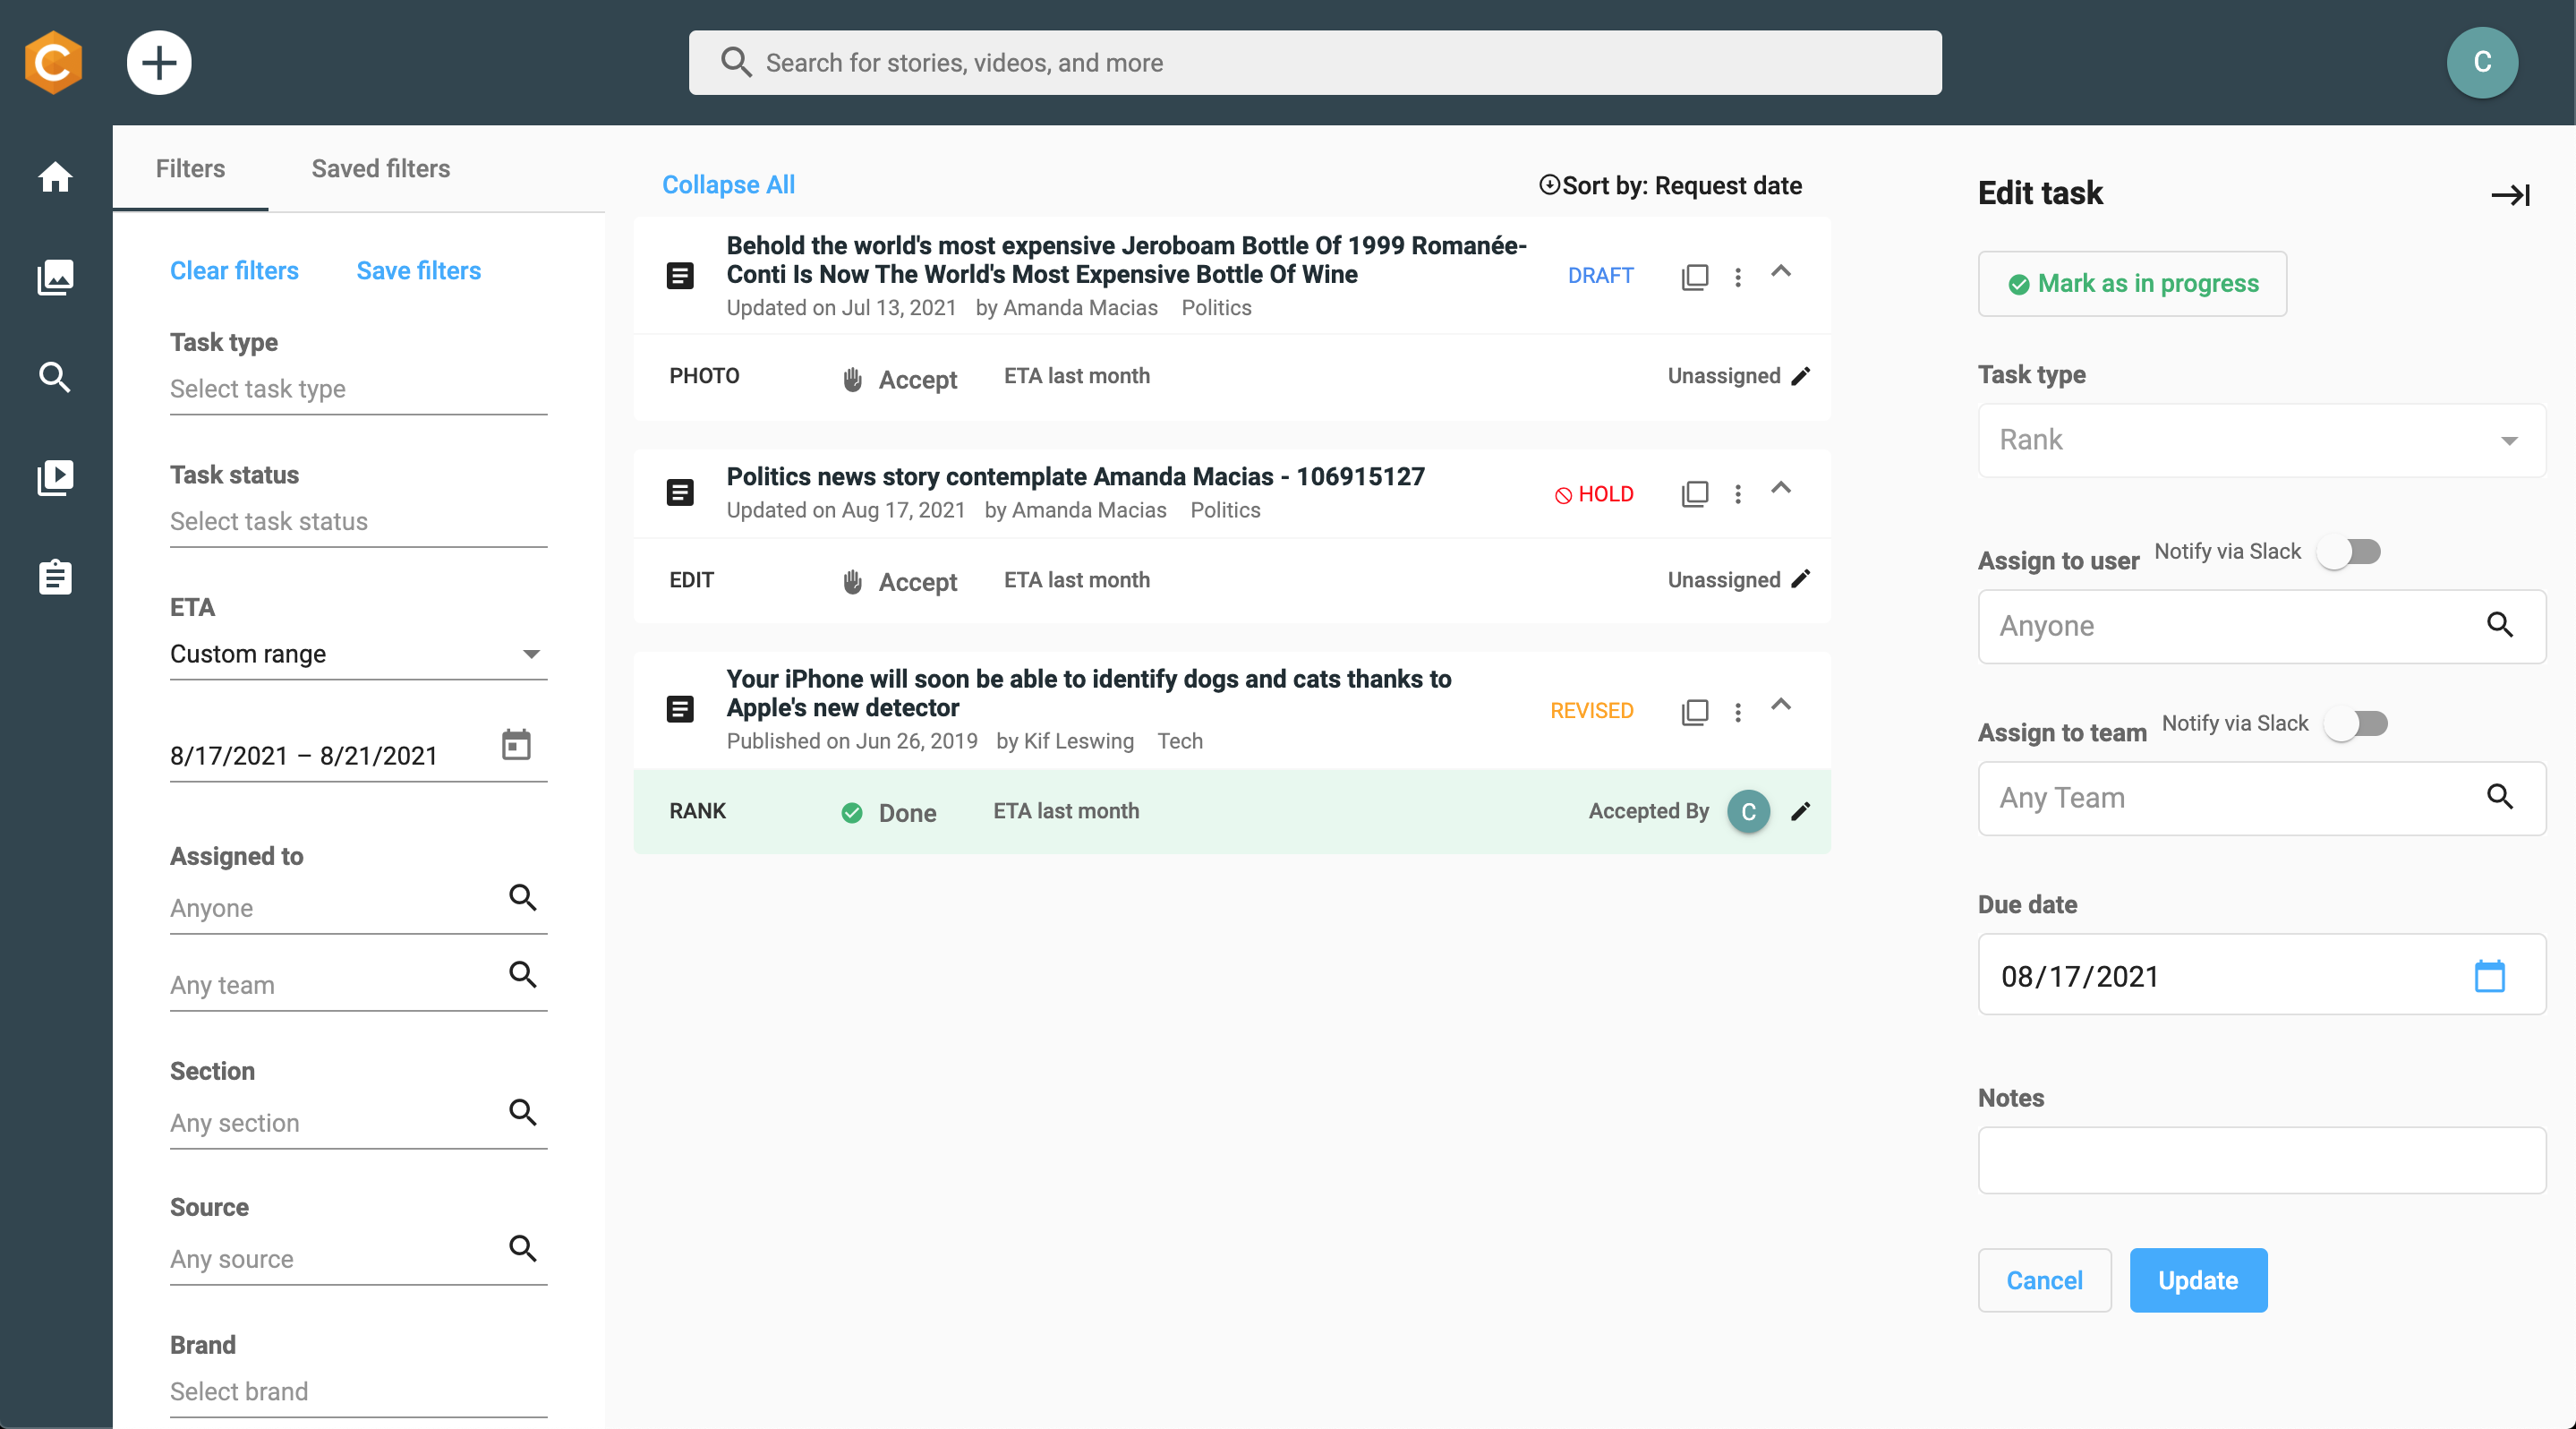 C
Search for stories, videos, and more
C
Filters
Saved filters
Clear filters
Save filters
Task type
Select task type
Task status
Select task status
ETA
Custom range
8/17/2021 – 8/21/2021
Assigned to
Anyone
Any team
Section
Any section
Source
Any source
Brand
Select brand
Collapse All
Sort by: Request date
Behold the world's most expensive Jeroboam Bottle Of 1999 Romanée-
Conti Is Now The World's Most Expensive Bottle Of Wine
Updated on Jul 13, 2021 by Amanda Macias Politics
DRAFT
PHOTO
Accept
ETA last month
Unassigned
Politics news story contemplate Amanda Macias - 106915127
Updated on Aug 17, 2021 by Amanda Macias Politics
HOLD
EDIT
Accept
ETA last month
Unassigned
Your iPhone will soon be able to identify dogs and cats thanks to
Apple's new detector
Published on Jun 26, 2019 by Kif Leswing Tech
REVISED
RANK
Done
ETA last month
Accepted By
C
Edit task
Mark as in progress
Task type
Rank
Assign to user
Notify via Slack
Anyone
Assign to team
Notify via Slack
Any Team
Due date
08/17/2021
Notes
Cancel
Update